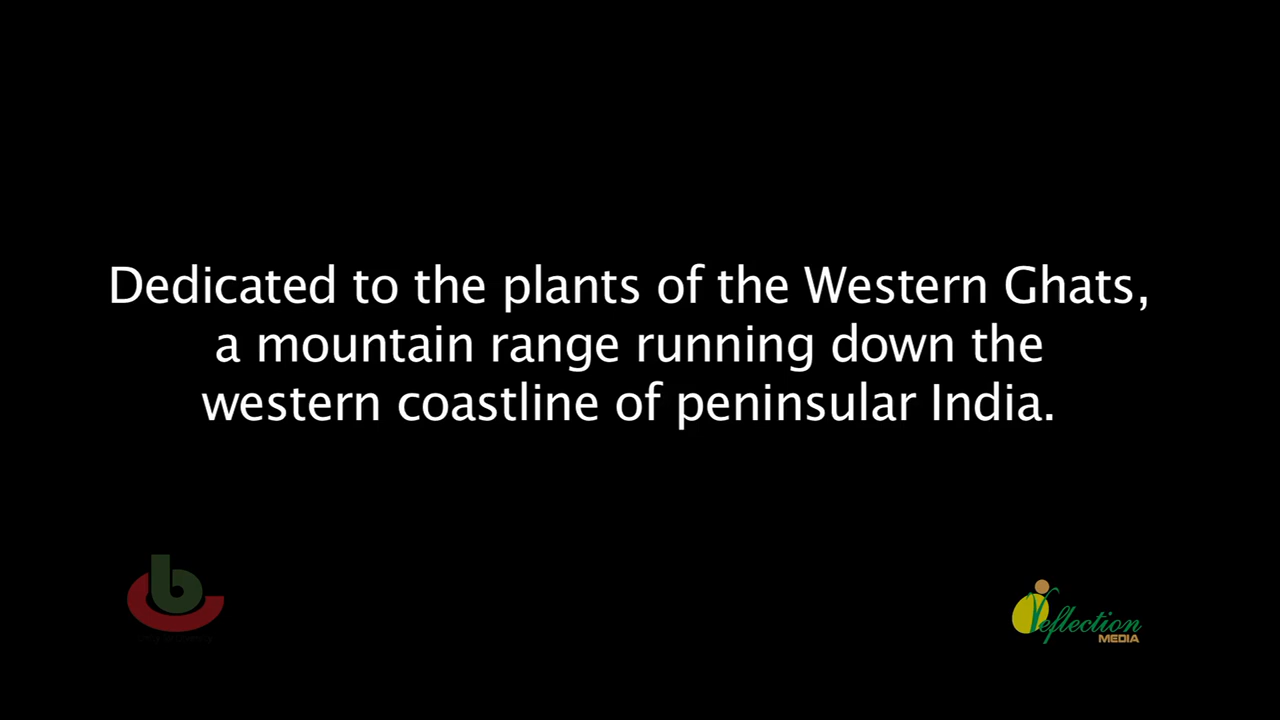 Dedicated to the plants of the Western Ghats,
a mountain range running down the
western coastline of peninsular India.
b
Reflection
MEDIA